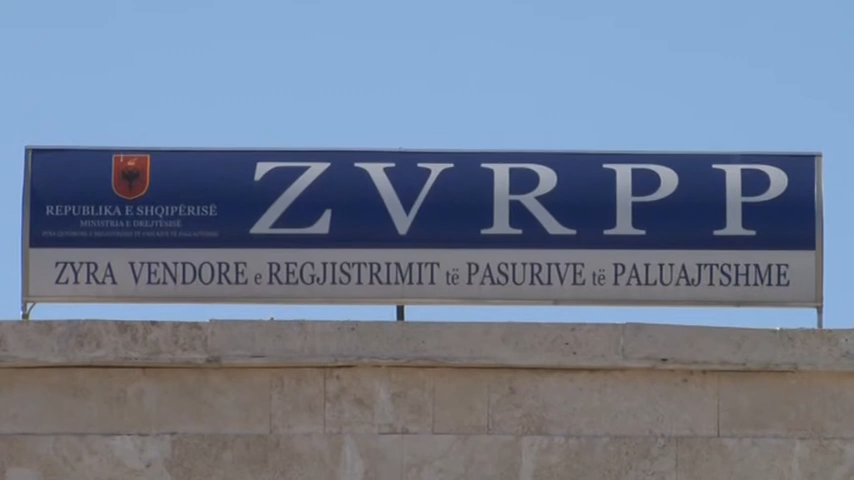 ZVRPP
REPUBLIKA E SHQIPËRISË
MINISTRIA E DREJTËSISË
ZYRA VENDORE e REGJISTRIMIT të PASURIVE të PALUAJTSHME